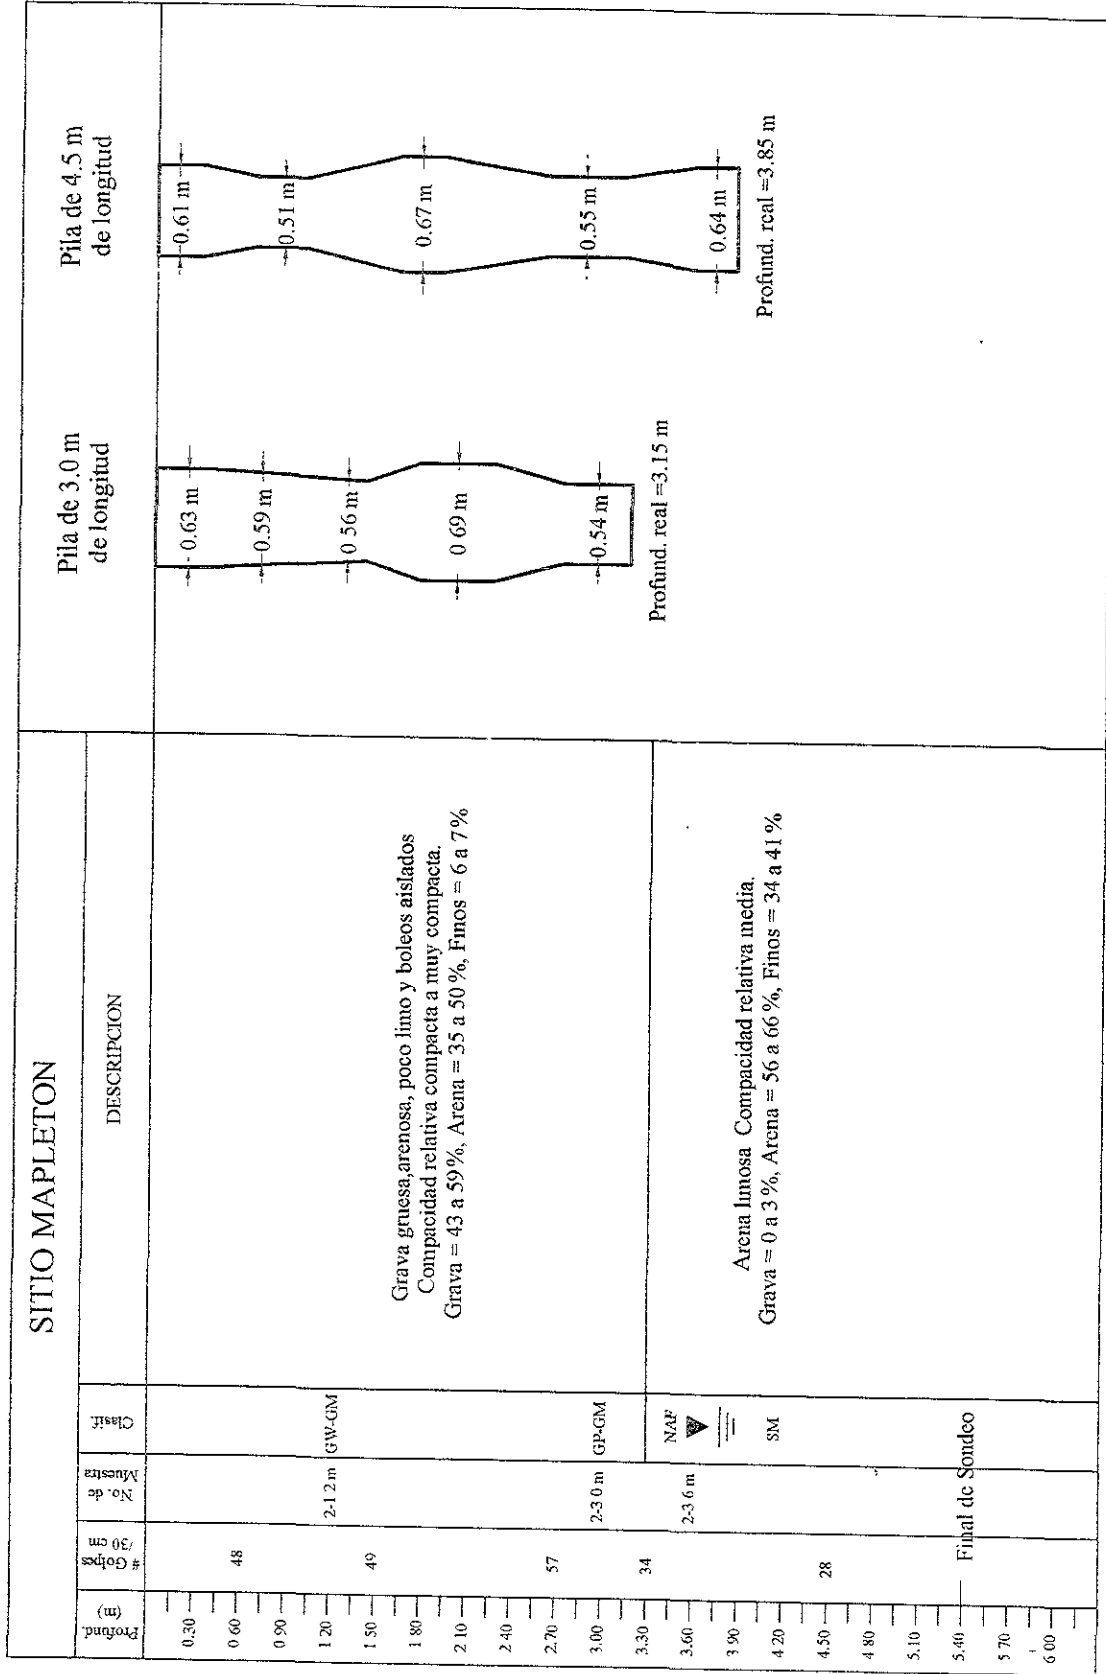 SITIO MAPLETON
Profund.
(m)
# Golpes
/30 cm
No. de
Muestra
Clasif.
DESCRIPCION
Pila de 3.0 m
de longitud
Pila de 4.5 m
de longitud
0.30
0 60
0 90
1 20
1 50
1 80
2 10
2 40
2.70
3.00
3.30
3.60
3 90
4 20
4.50
4 80
5.10
5.40
5 70
6 00
48
49
57
34
28
2-1 2 m
2-3 0 m
2-3 6 m
Final de Sondeo
GW-GM
GP-GM
NAF
SM
Grava gruesa,arenosa, poco limo y boleos aislados
Compacidad relativa compacta a muy compacta.
Grava = 43 a 59%, Arena = 35 a 50%, Finos = 6 a 7%
Arena limosa Compacidad relativa media.
Grava = 0 a 3%, Arena = 56 a 66%, Finos = 34 a 41%
0.63 m
0.59 m
0 56 m
0 69 m
0.54 m
Profund. real =3.15 m
0.61 m
0.51 m
0.67 m
0.55 m
0.64 m
Profund. real =3.85 m